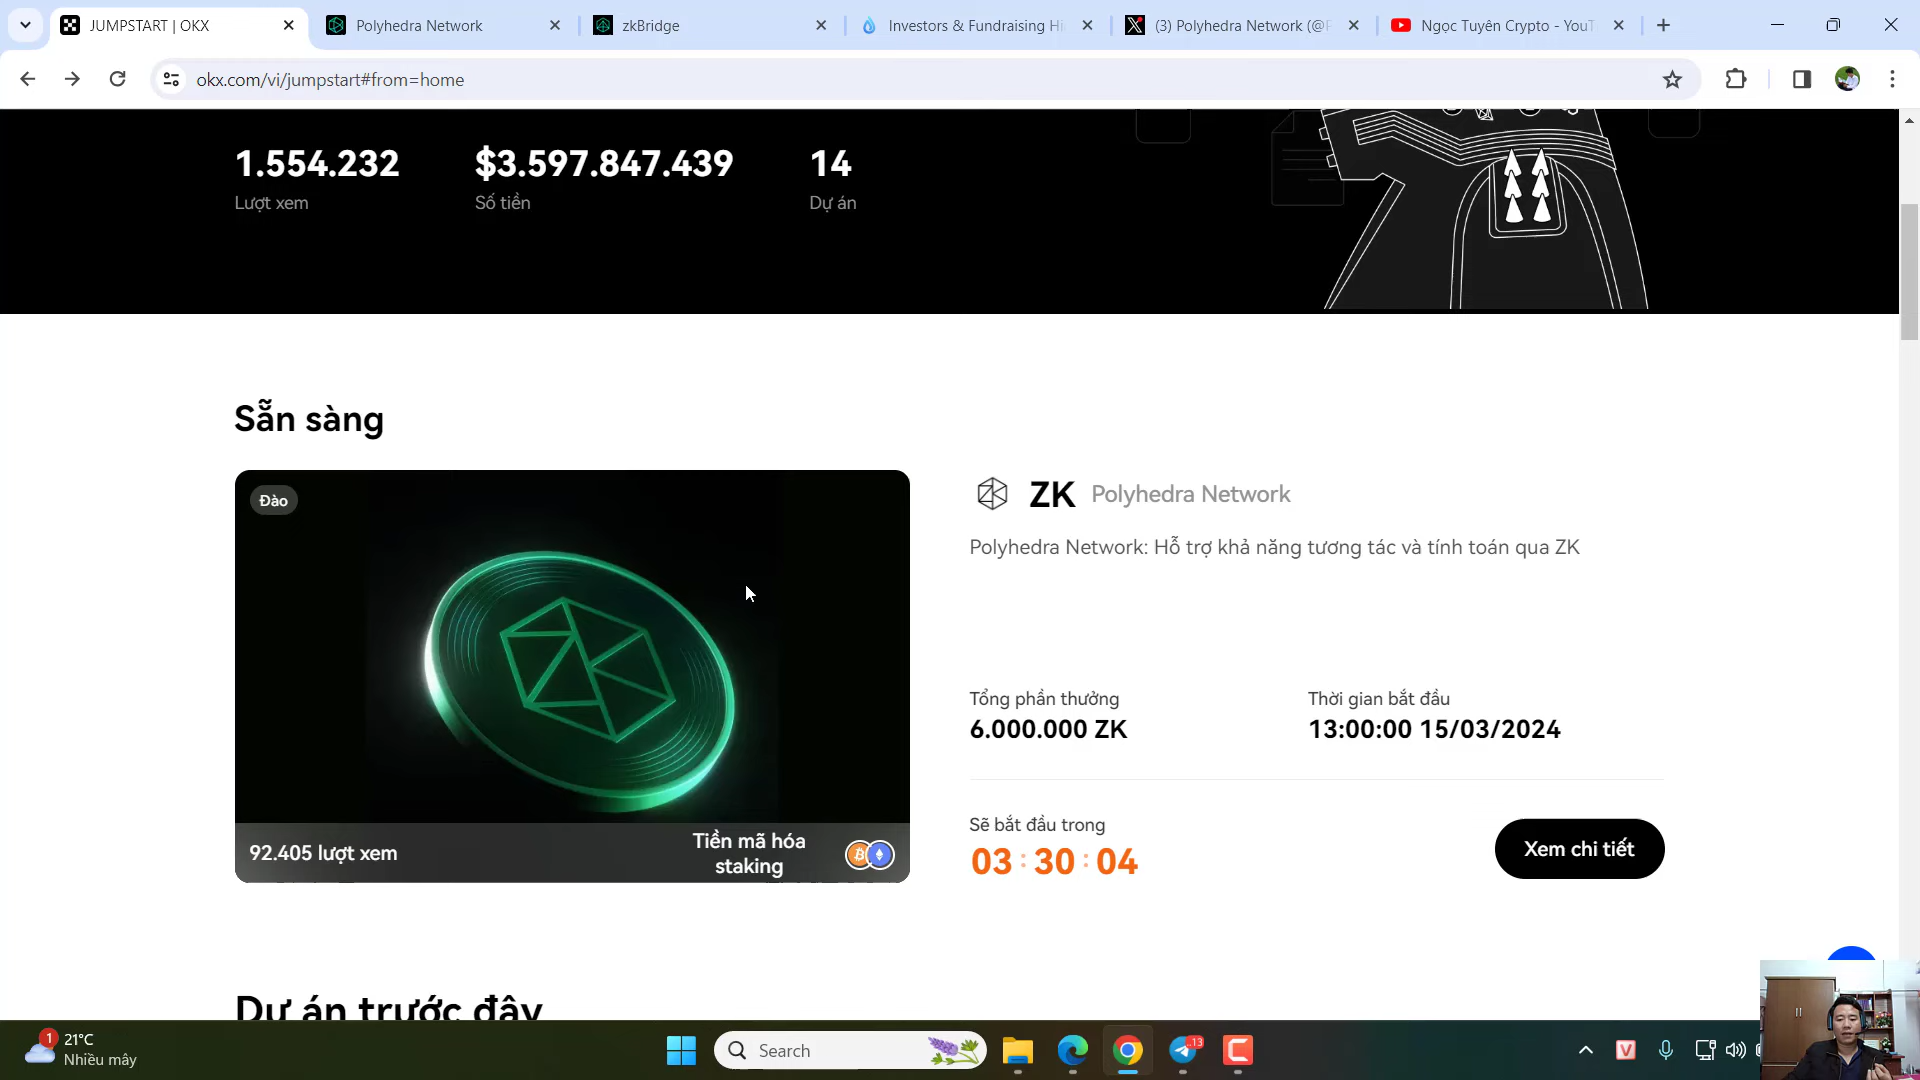 JUMPSTART | OKX
Polyhedra Network
zkBridge
Investors & Fundraising Hi
(3) Polyhedra Network (@P
Ngọc Tuyên Crypto - YouT
okx.com/vi/jumpstart#from=home
1.554.232
$3.597.847.439
14
Lượt xem
Số tiền
Dự án
Sẵn sàng
Đào
ZK Polyhedra Network
Polyhedra Network: Hỗ trợ khả năng tương tác và tính toán qua ZK
Tổng phần thưởng
6.000.000 ZK
Thời gian bắt đầu
13:00:00 15/03/2024
92.405 lượt xem
Tiền mã hóa
staking
Sẽ bắt đầu trong
03 : 30 : 04
Xem chi tiết
Dự án trước đây
1
21°C
Nhiều mây
Search
13